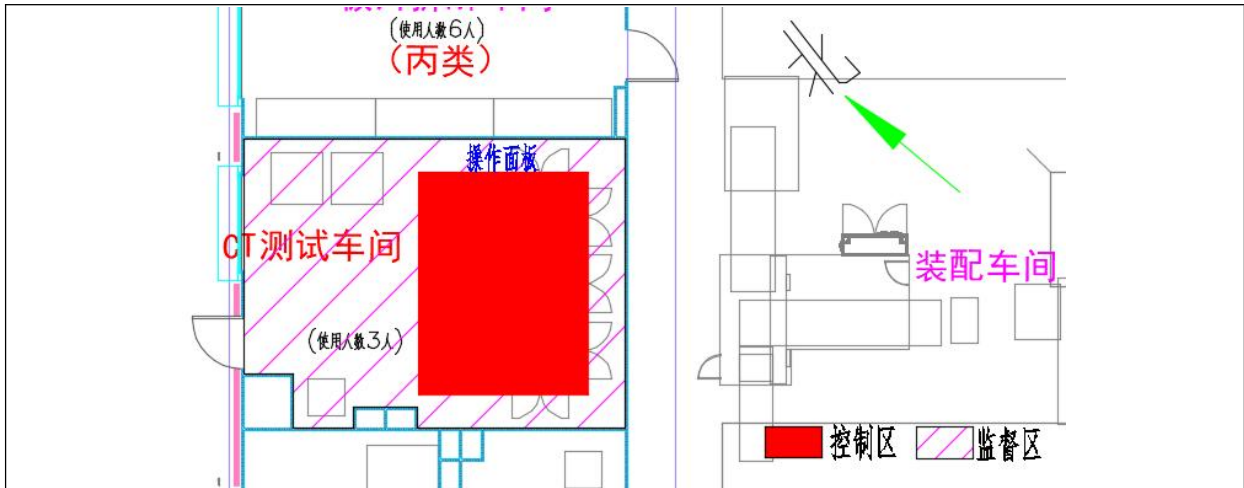 (使用人数6人)
(丙类)
操作面板
CT测试车间
(使用人数3人)
北
装配车间
控制区
监督区